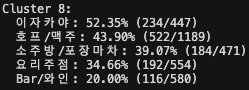 Cluster 8:
이자카야: 52.35% (234/447)
호프/맥주: 43.90% (522/1189)
소주방/포장마차: 39.07% (184/471)
요리주점: 34.66% (192/554)
Bar/와인: 20.00% (116/580)